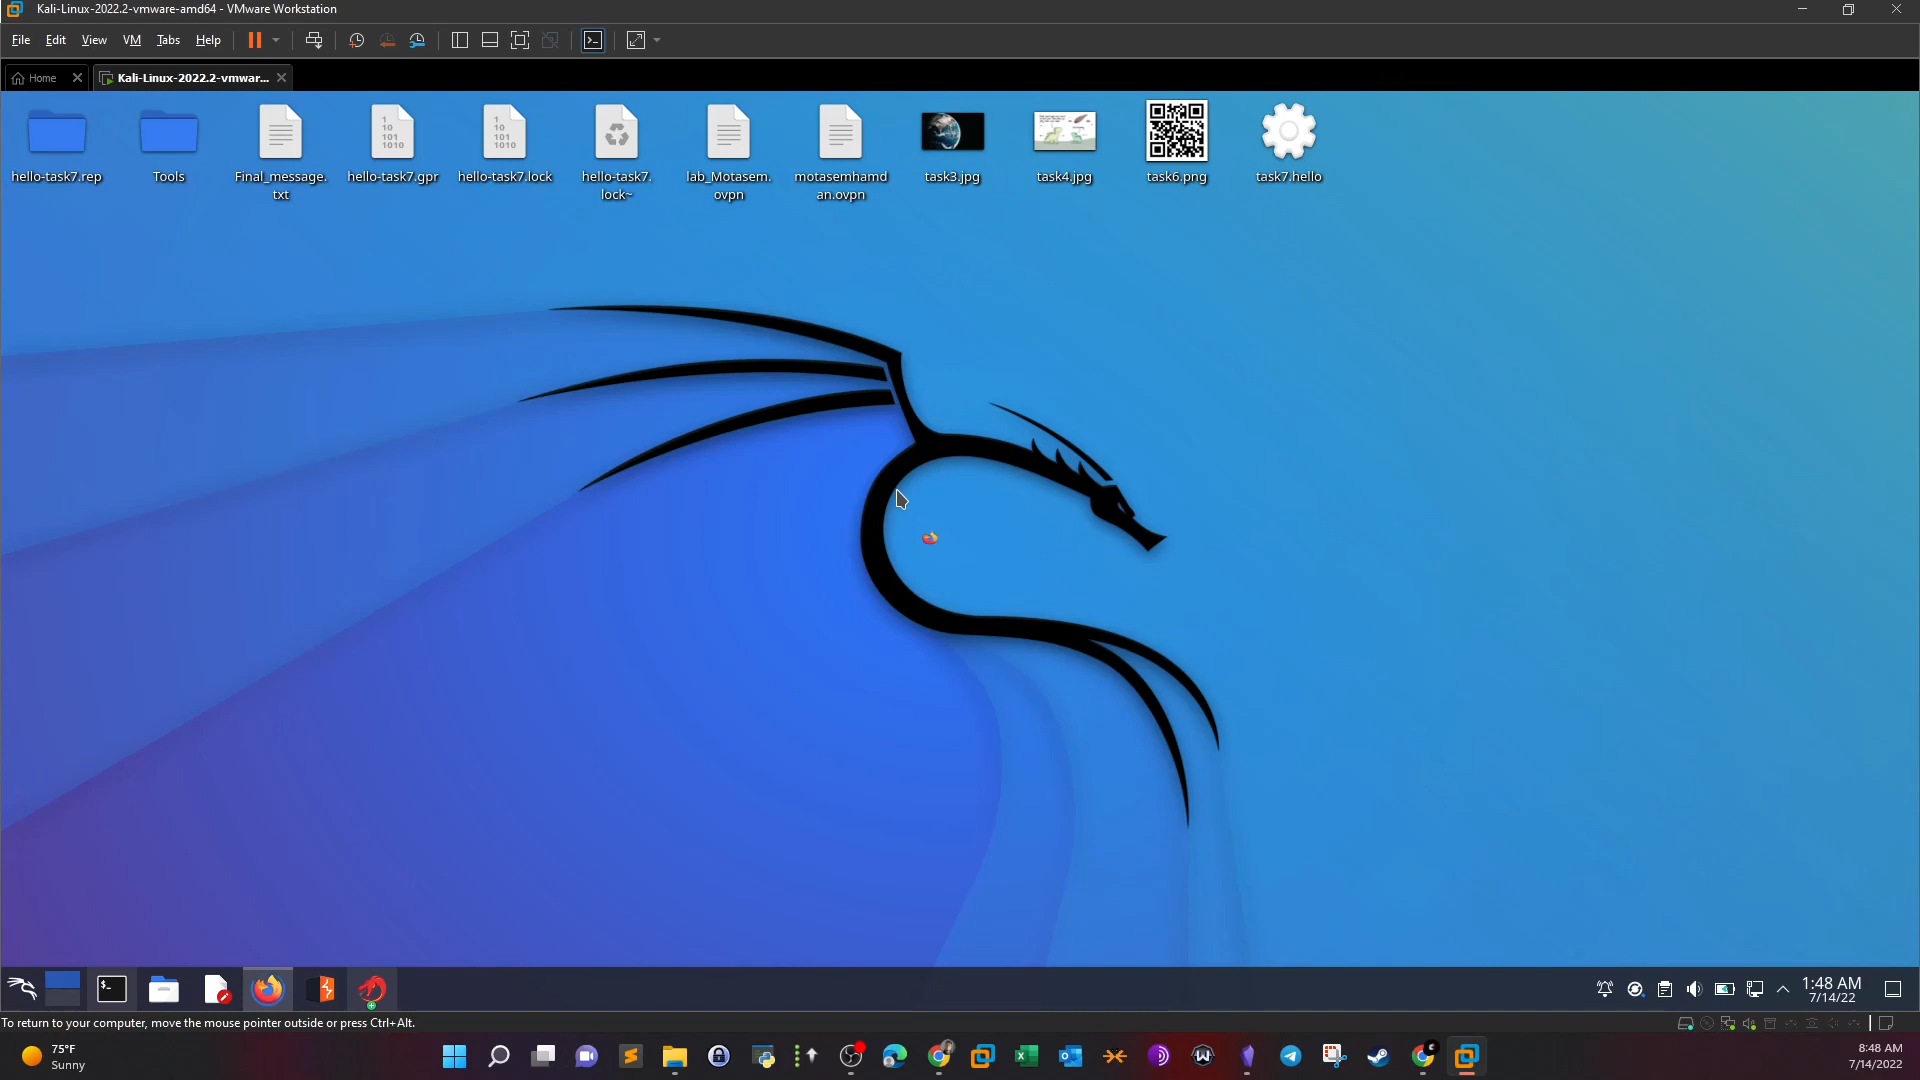 Kali-Linux-2022.2-vmware-amd64 - VMware Workstation
File Edit View VM Tabs Help
Home Kali-Linux-2022.2-vmwar...
hello-task7.rep
Tools
Final_message.
txt
hello-task7.gpr
hello-task7.lock
hello-task7.
lock~
lab_Motasem.
ovpn
motasemhamd
an.ovpn
task3.jpg
task4.jpg
task6.png
task7.hello
1:48 AM
7/14/22
To return to your computer, move the mouse pointer outside or press Ctrl+Alt.
75°F
Sunny
8:48 AM
7/14/2022